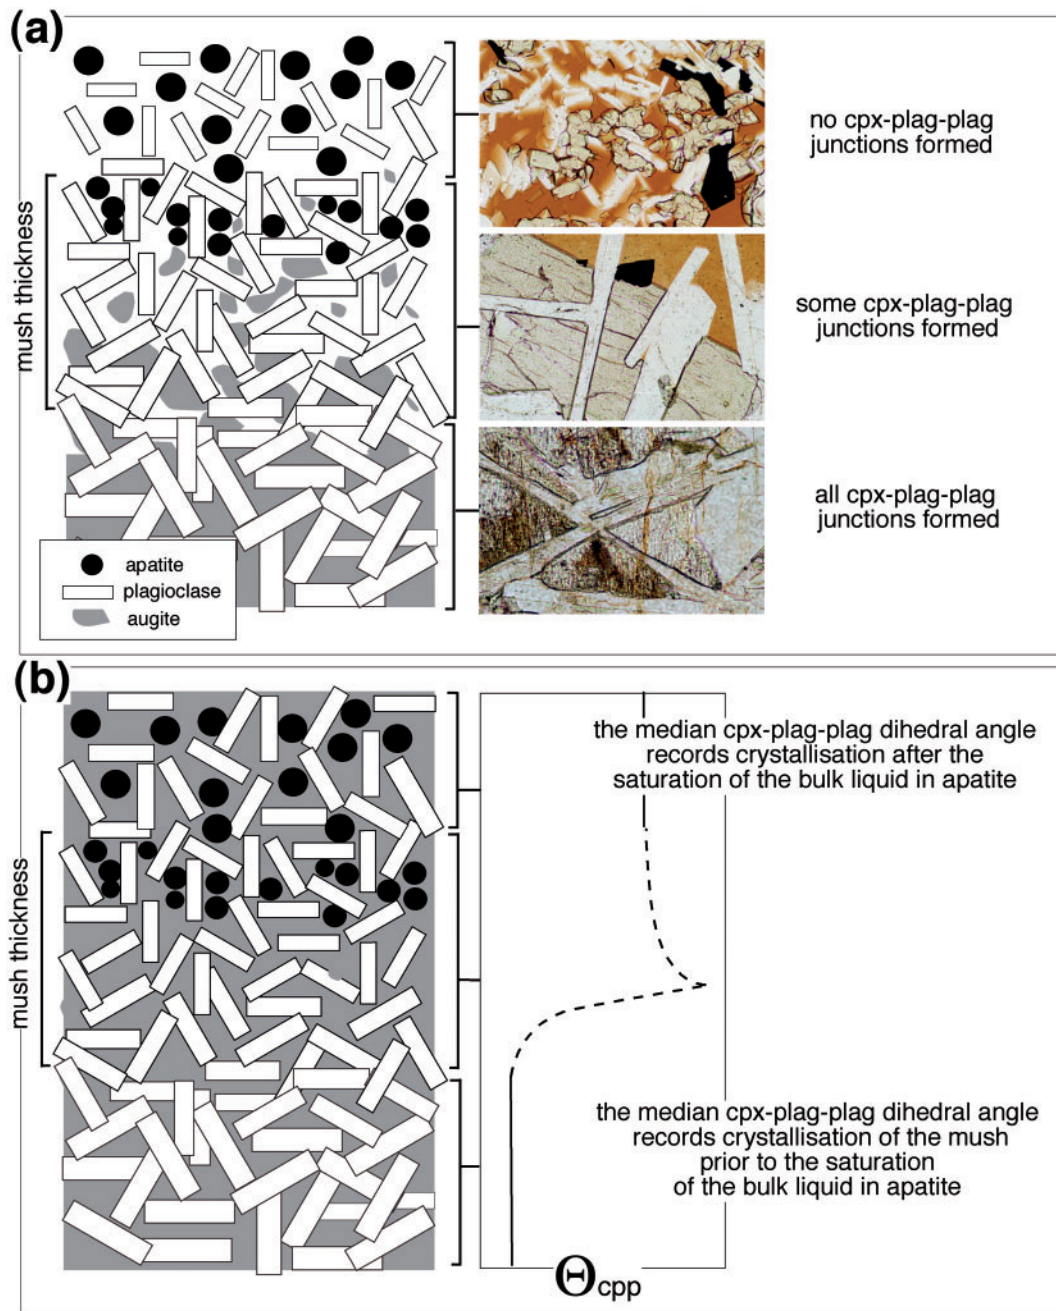 (a)
no cpx-plag-plag
junctions formed
mush thickness
some cpx-plag-plag
junctions formed
all cpx-plag-plag
junctions formed
apatite
plagioclase
augite
(b)
the median cpx-plag-plag dihedral angle
records crystallisation after the
saturation of the bulk liquid in apatite
mush thickness
the median cpx-plag-plag dihedral angle
records crystallisation of the mush
prior to the saturation
of the bulk liquid in apatite
Θcpp